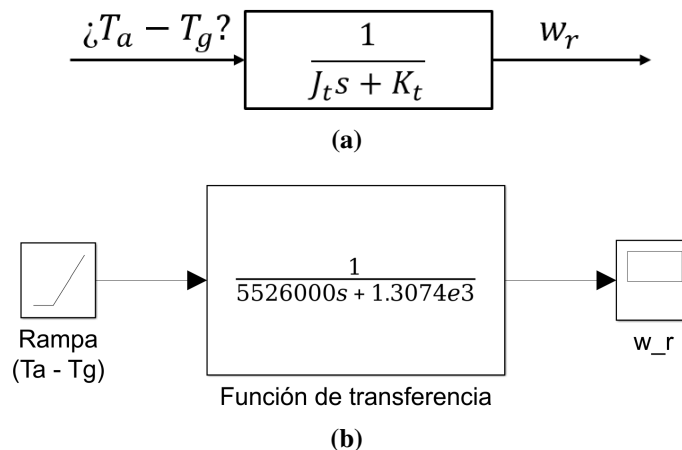 ¿T_a − T_g?
1
J_t s + K_t
w_r
(a)
1
5526000s + 1.3074e3
Rampa
(Ta - Tg)
w_r
Función de transferencia
(b)